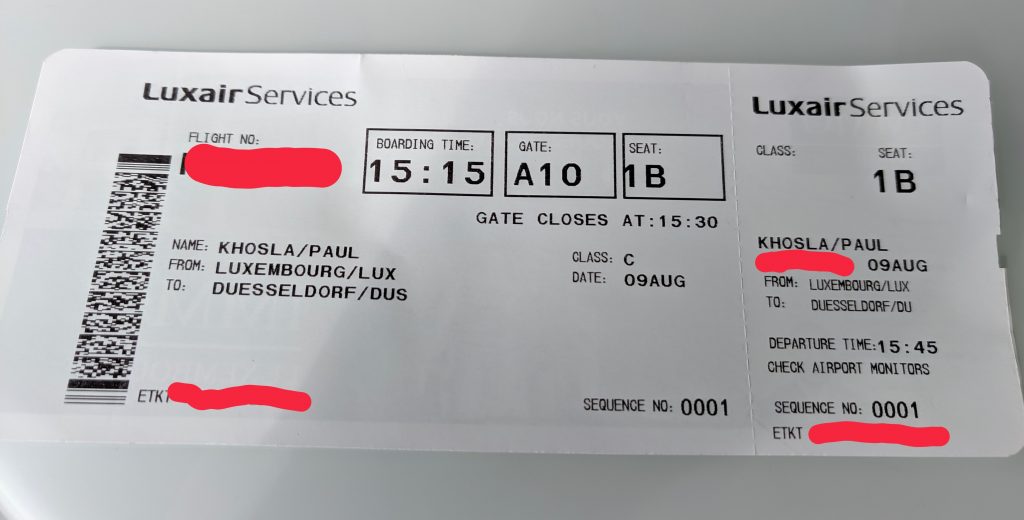 LuxairServices
FLIGHT NO:
BOARDING TIME:
15:15
GATE:
A10
SEAT:
1B
GATE CLOSES AT:15:30
NAME: KHOSLA/PAUL
FROM: LUXEMBOURG/LUX
TO: DUESSELDORF/DUS
CLASS: C
DATE: 09AUG
ETKT
SEQUENCE NO: 0001
LuxairServices
CLASS:
SEAT:
1B
KHOSLA/PAUL
09AUG
FROM: LUXEMBOURG/LUX
TO: DUESSELDORF/DU
DEPARTURE TIME:15:45
CHECK AIRPORT MONITORS
SEQUENCE NO: 0001
ETKT